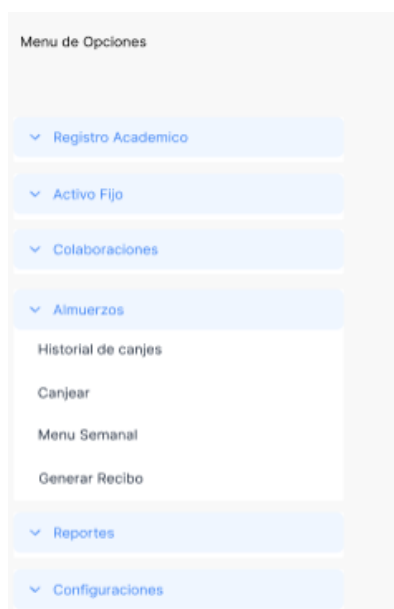 Menu de Opciones
Registro Academico
Activo Fijo
Colaboraciones
Almuerzos
Historial de canjes
Canjear
Menu Semanal
Generar Recibo
Reportes
Configuraciones